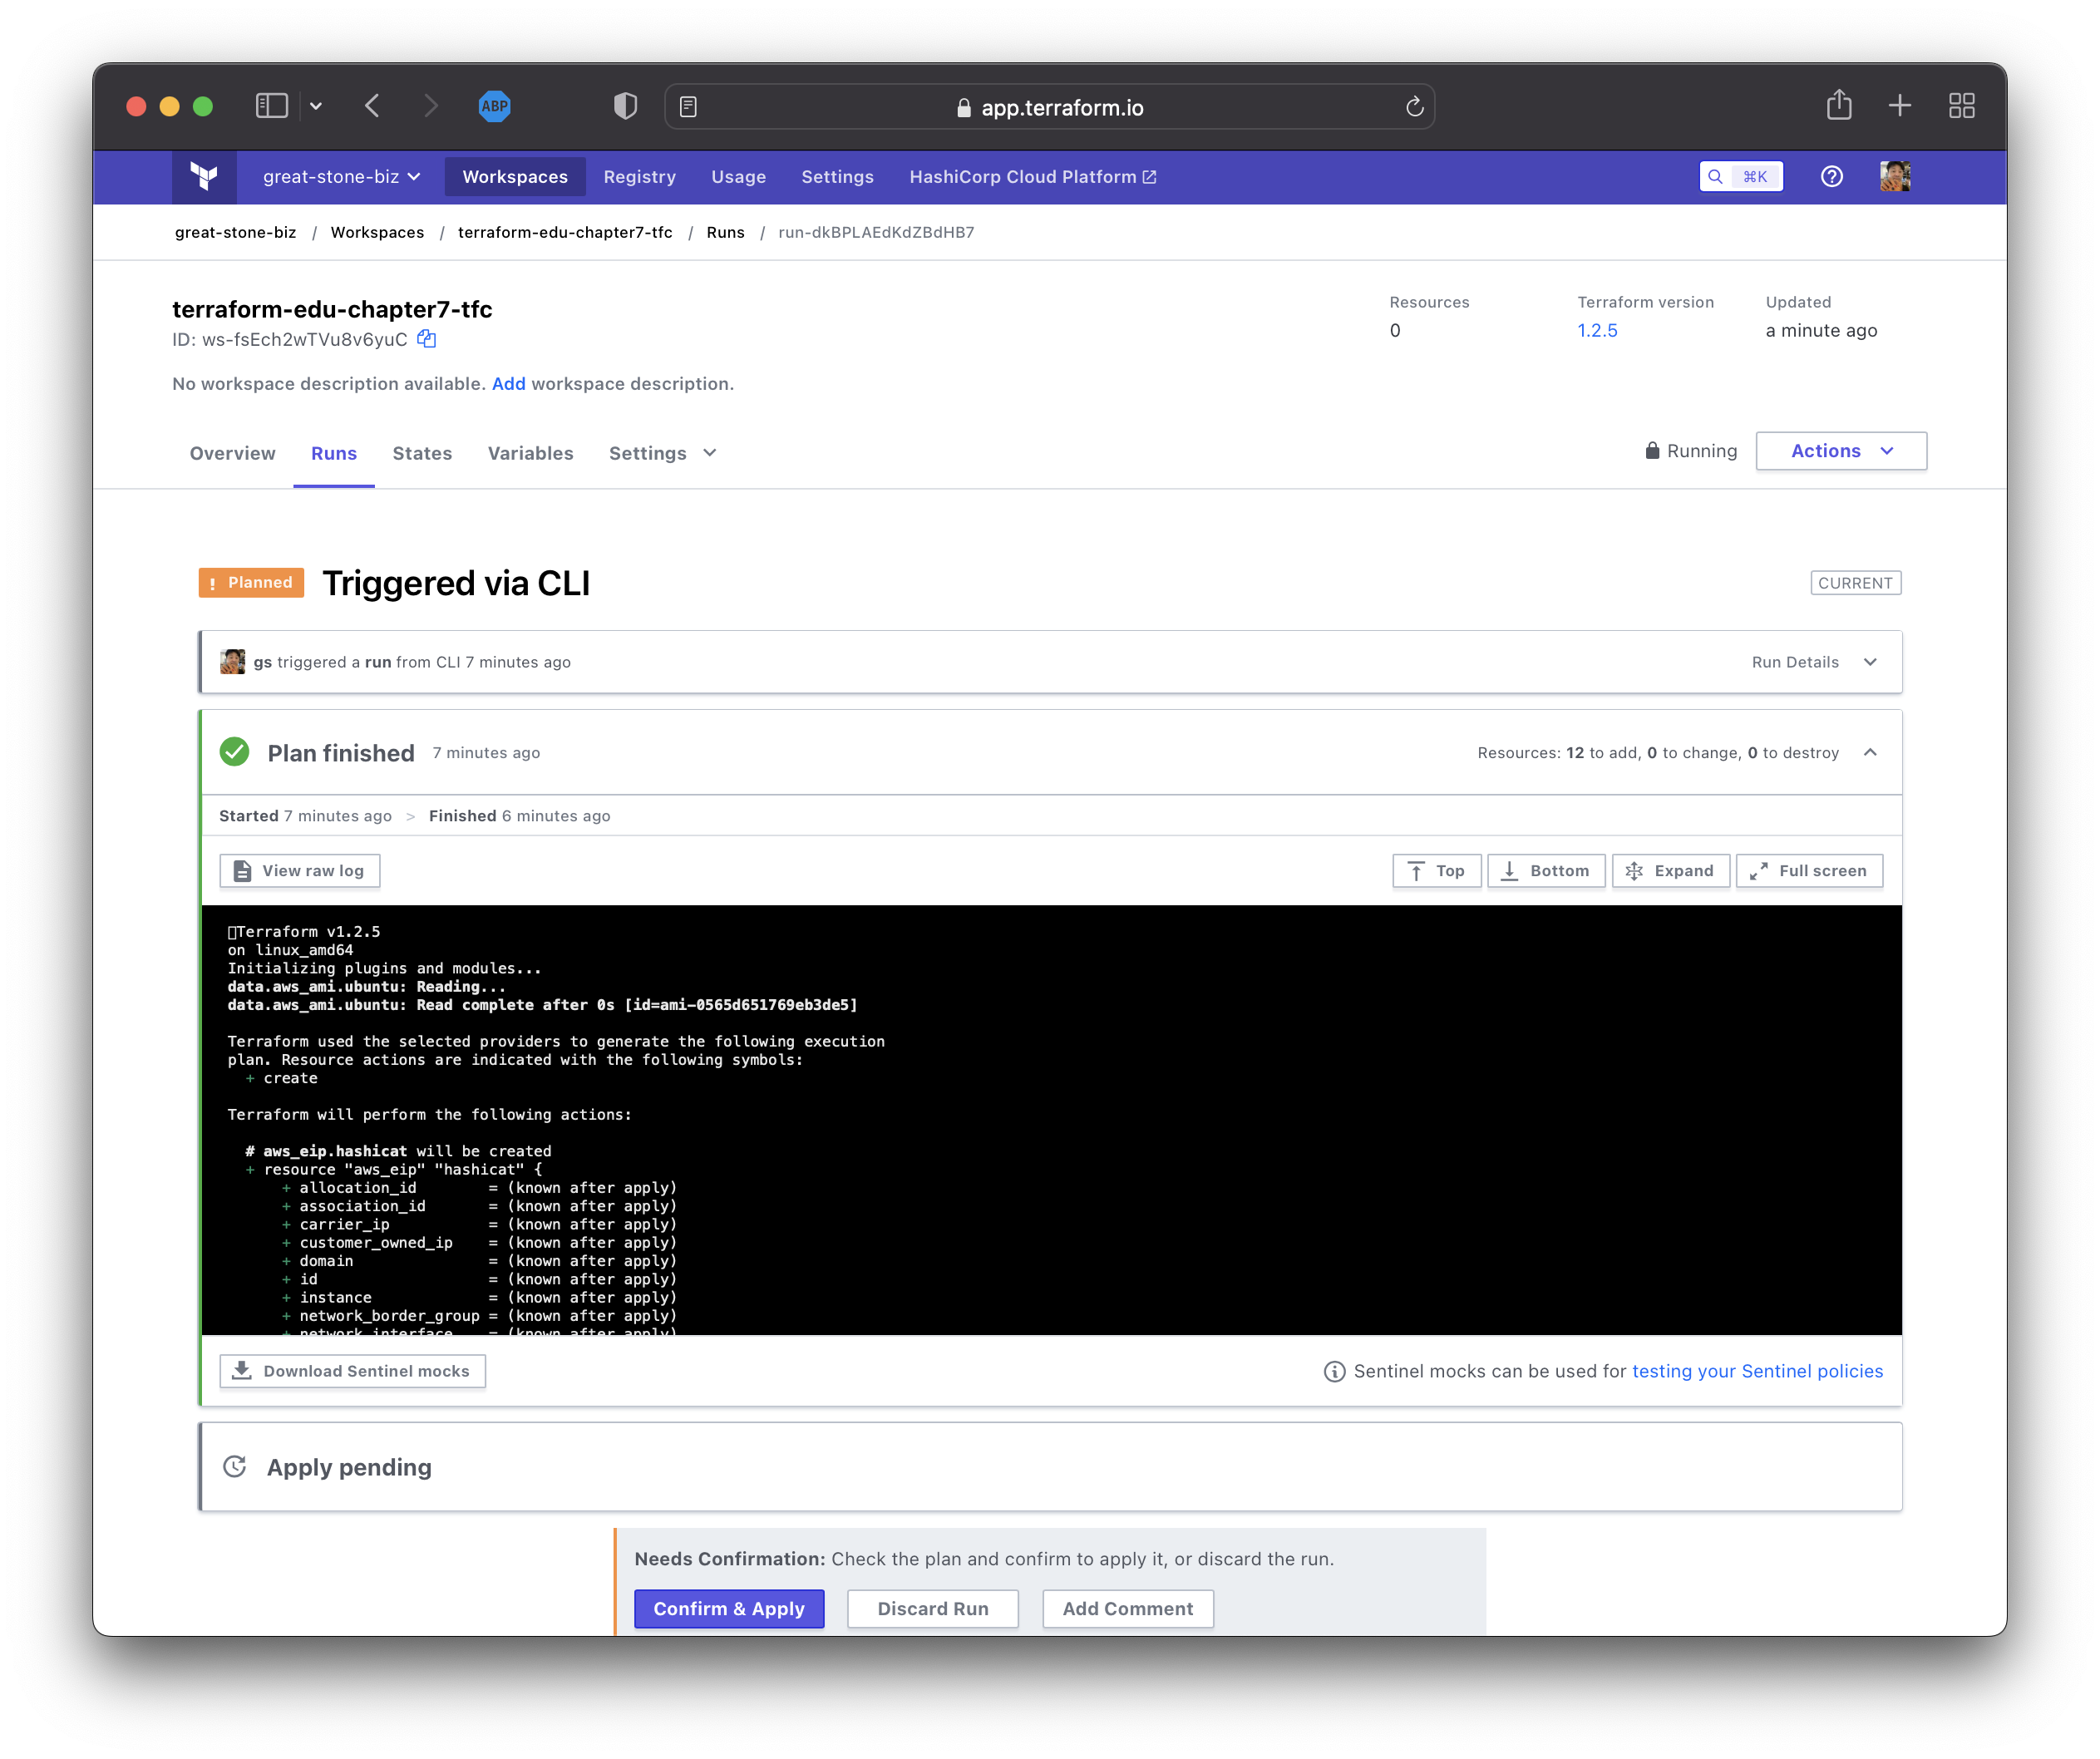 ABP
app.terraform.io
great-stone-biz Workspaces Registry Usage Settings HashiCorp Cloud Platform ⌘K
great-stone-biz / Workspaces / terraform-edu-chapter7-tfc / Runs / run-dkBPLAEdKdZBdHB7
terraform-edu-chapter7-tfc
ID: ws-fsEch2wTVu8v6yuC
Resources Terraform version Updated
0 1.2.5 a minute ago
No workspace description available. Add workspace description.
Overview Runs States Variables Settings Running Actions
! Planned Triggered via CLI CURRENT
gs triggered a run from CLI 7 minutes ago Run Details
Plan finished 7 minutes ago Resources: 12 to add, 0 to change, 0 to destroy
Started 7 minutes ago > Finished 6 minutes ago
View raw log Top Bottom Expand Full screen
Terraform v1.2.5
on linux_amd64
Initializing plugins and modules...
data.aws_ami.ubuntu: Reading...
data.aws_ami.ubuntu: Read complete after 0s [id=ami-0565d651769eb3de5]
Terraform used the selected providers to generate the following execution
plan. Resource actions are indicated with the following symbols:
+ create
Terraform will perform the following actions:
# aws_eip.hashicat will be created
+ resource "aws_eip" "hashicat" {
+ allocation_id = (known after apply)
+ association_id = (known after apply)
+ carrier_ip = (known after apply)
+ customer_owned_ip = (known after apply)
+ domain = (known after apply)
+ id = (known after apply)
+ instance = (known after apply)
+ network_border_group = (known after apply)
+ network_interface = (known after apply)
Download Sentinel mocks Sentinel mocks can be used for testing your Sentinel policies
Apply pending
Needs Confirmation: Check the plan and confirm to apply it, or discard the run.
Confirm & Apply Discard Run Add Comment